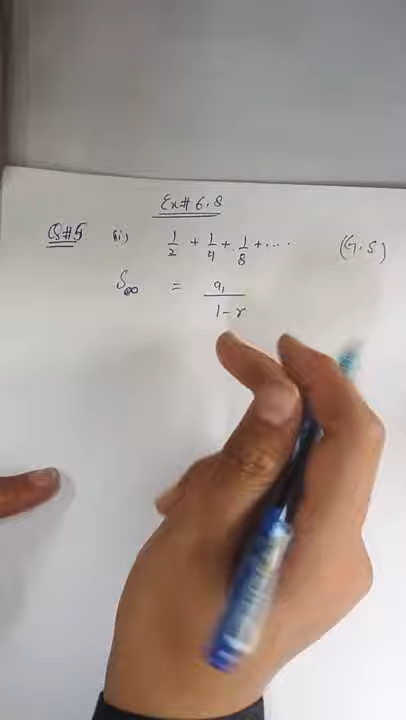 Ex# 6.8
Q#5 (ii) 1/2 + 1/4 + 1/8 + .... (G.S)
S∞ = a₁/(1-r)